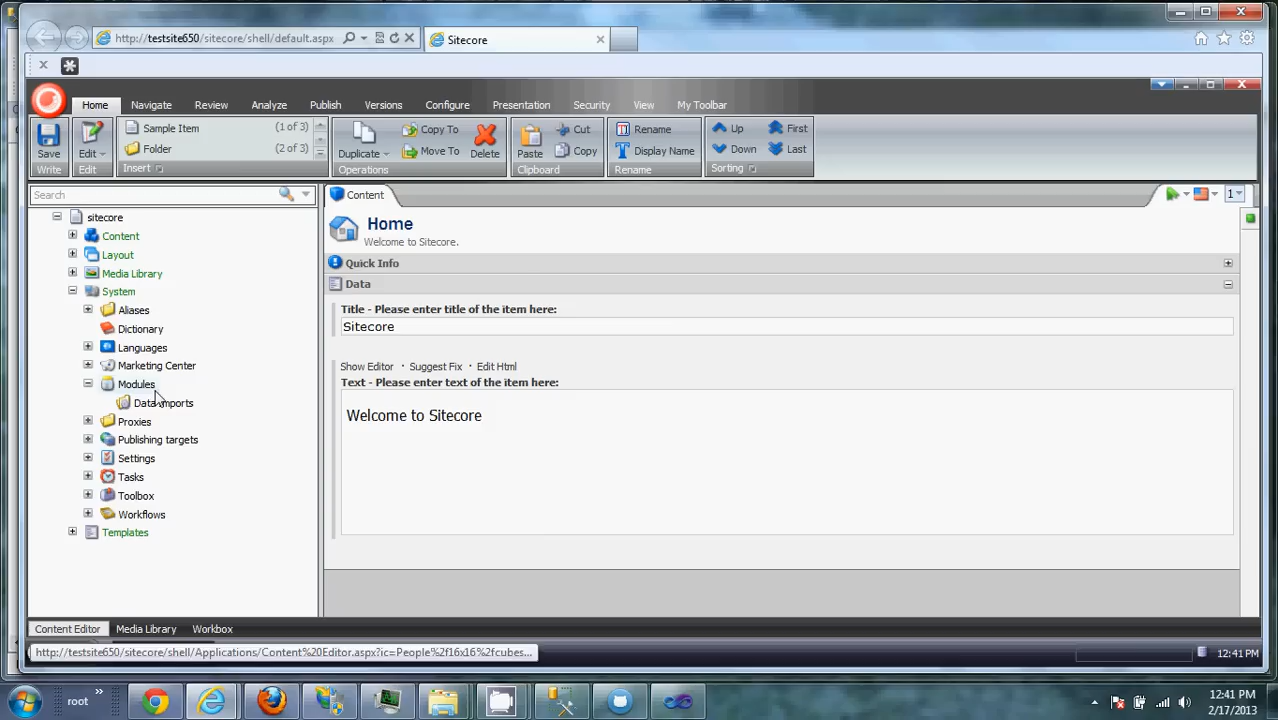 http://testsite650/sitecore/shell/default.aspx
Sitecore
Home Navigate Review Analyze Publish Versions Configure Presentation Security View My Toolbar
Save
Write
Edit
Edit
Sample Item (1 of 3)
Folder (2 of 3)
Insert
Duplicate
Copy To
Move To
Delete
Operations
Paste
Cut
Copy
Clipboard
Rename
Display Name
Rename
Up First
Down Last
Sorting
Search
sitecore
Content
Layout
Media Library
System
Aliases
Dictionary
Languages
Marketing Center
Modules
Data Imports
Proxies
Publishing targets
Settings
Tasks
Toolbox
Workflows
Templates
Content
1
Home
Welcome to Sitecore.
Quick Info
Data
Title - Please enter title of the item here:
Sitecore
Show Editor · Suggest Fix · Edit Html
Text - Please enter text of the item here:
Welcome to Sitecore
Content Editor Media Library Workbox
http://testsite650/sitecore/shell/Applications/Content%20Editor.aspx?ic=People%2f16x16%2fcubes...
12:41 PM
root »
12:41 PM
2/17/2013